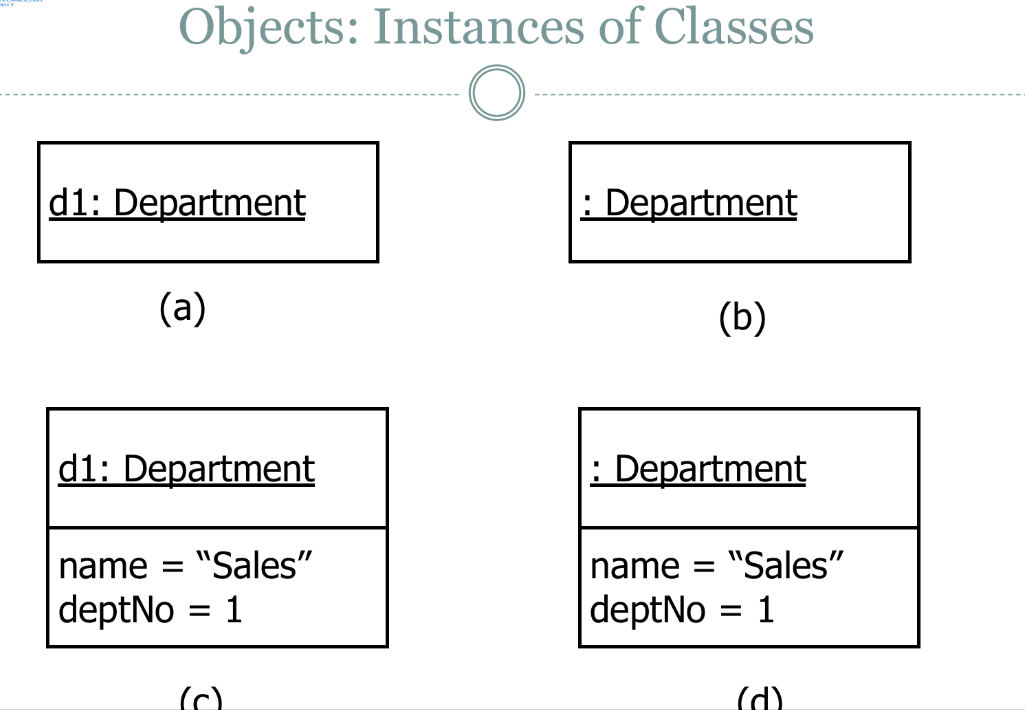 Objects: Instances of Classes
d1: Department
: Department
(a)
(b)
d1: Department
: Department
name = “Sales”
deptNo = 1
name = “Sales”
deptNo = 1
(c)
(d)